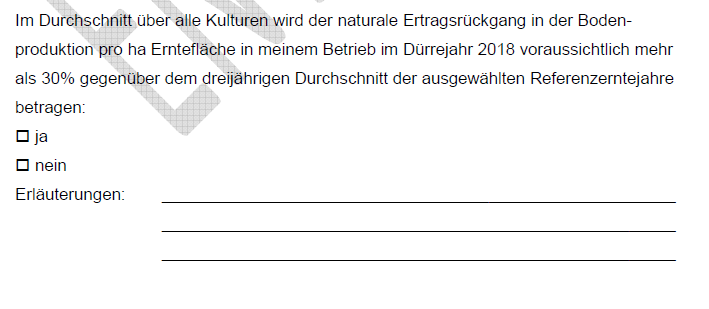 Im Durchschnitt über alle Kulturen wird der naturale Ertragsrückgang in der Boden-
produktion pro ha Erntefläche in meinem Betrieb im Dürrejahr 2018 voraussichtlich mehr
als 30% gegenüber dem dreijährigen Durchschnitt der ausgewählten Referenzerntejahre
betragen:
ja
nein
Erläuterungen: